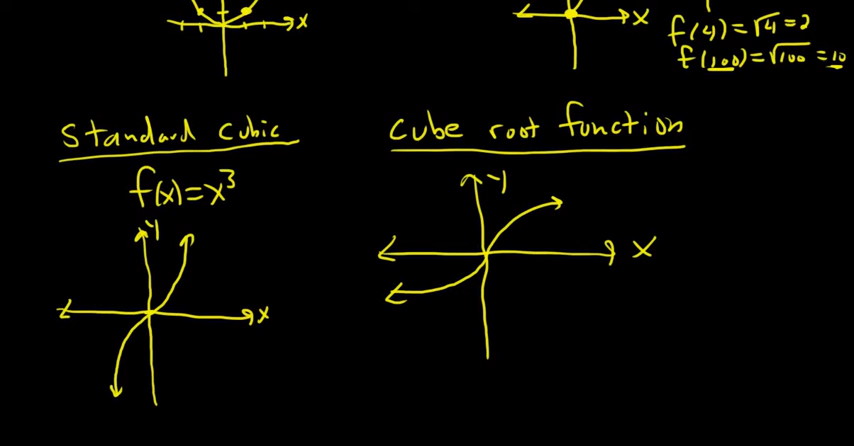 x
x
f(4)=√4=2
f(100)=√100=10
Standard cubic
f(x)=x³
y
x
Cube root function
y
x